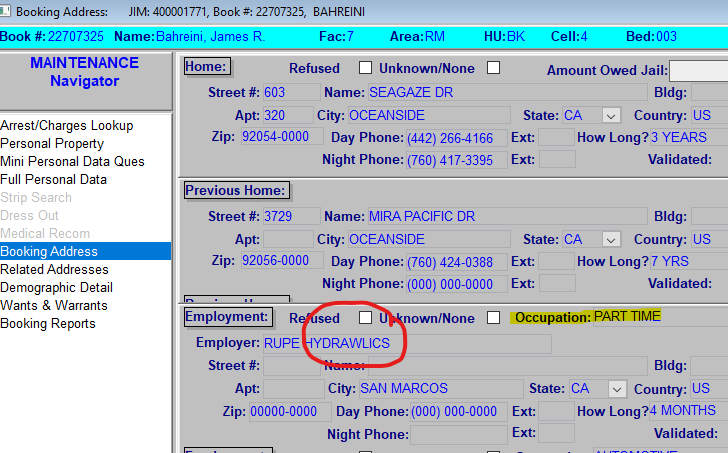 Booking Address: JIM: 400001771, Book #: 22707325, BAHREINI
Book #: 22707325 Name: Bahreini, James R. Fac: 7 Area: RM HU: BK Cell: 4 Bed: 003
MAINTENANCE
Navigator
Arrest/Charges Lookup
Personal Property
Mini Personal Data Ques
Full Personal Data
Strip Search
Dress Out
Medical Recom
Booking Address
Related Addresses
Demographic Detail
Wants & Warrants
Booking Reports
Home: Refused Unknown/None Amount Owed Jail:
Street #: 603 Name: SEAGAZE DR Bldg:
Apt: 320 City: OCEANSIDE State: CA Country: US
Zip: 92054-0000 Day Phone: (442) 266-4166 Ext: How Long? 3 YEARS
Night Phone: (760) 417-3395 Ext: Validated:
Previous Home:
Street #: 3729 Name: MIRA PACIFIC DR Bldg:
Apt: City: OCEANSIDE State: CA Country: US
Zip: 92056-0000 Day Phone: (760) 424-0388 Ext: How Long? 7 YRS
Night Phone: (000) 000-0000 Ext: Validated:
Employment: Refused Unknown/None Occupation: PART TIME
Employer: RUPE HYDRAWLICS
Street #: Name: Bldg:
Apt: City: SAN MARCOS State: CA Country: US
Zip: 00000-0000 Day Phone: (000) 000-0000 Ext: How Long? 4 MONTHS
Night Phone: Ext: Validated: